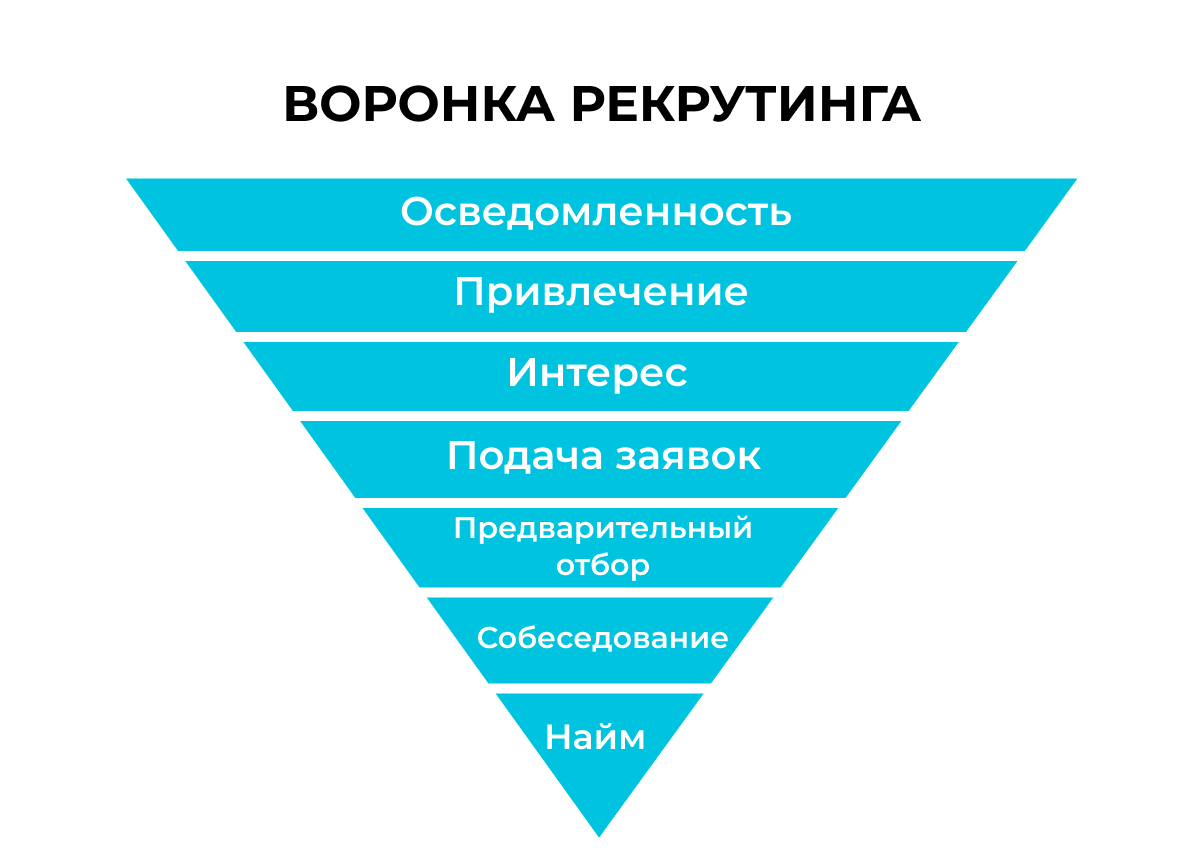 ВОРОНКА РЕКРУТИНГА
Осведомленность
Привлечение
Интерес
Подача заявок
Предварительный
отбор
Собеседование
Найм